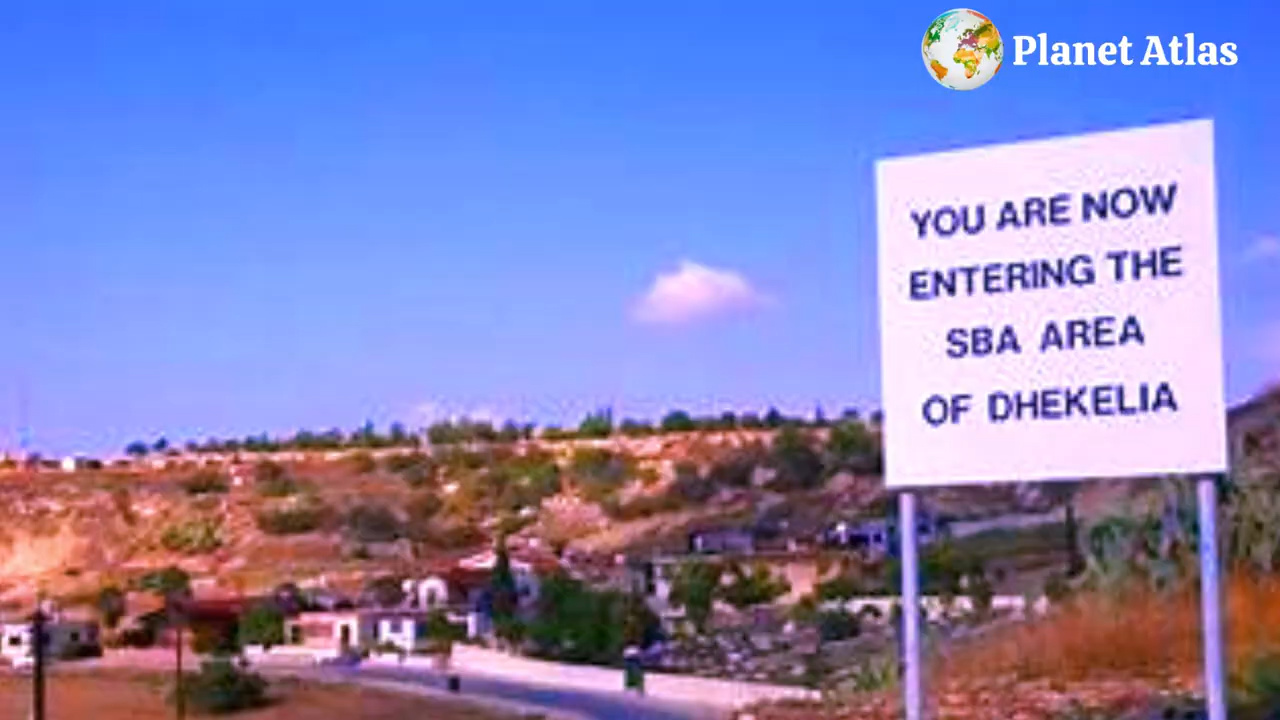 Planet Atlas
YOU ARE NOW
ENTERING THE
SBA AREA
OF DHEKELIA